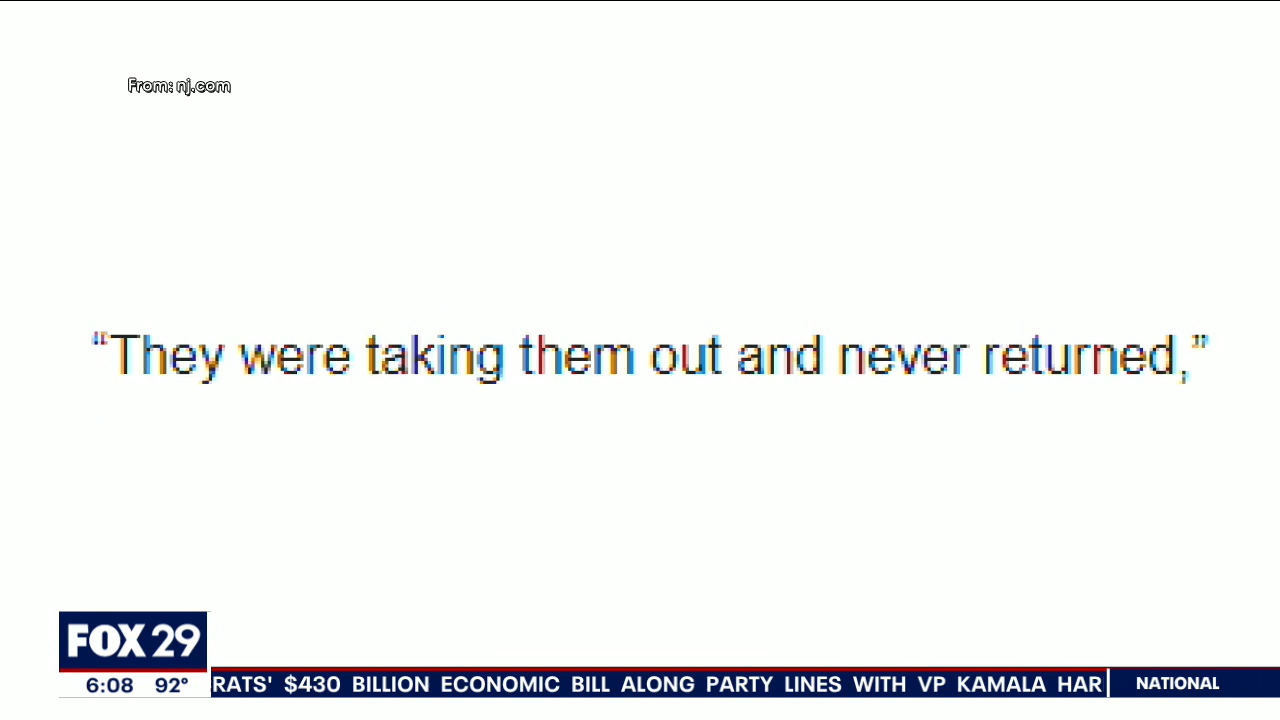 From: nj.com
“They were taking them out and never returned,”
FOX 29
6:08 92° RATS' $430 BILLION ECONOMIC BILL ALONG PARTY LINES WITH VP KAMALA HAR NATIONAL